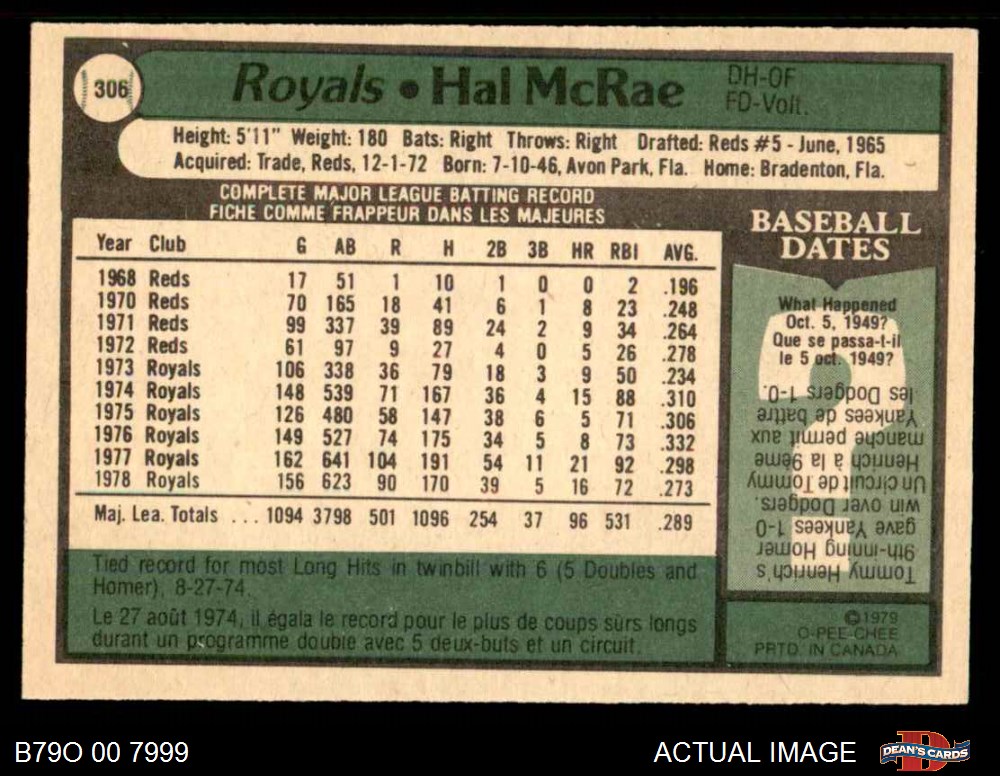 306
Royals • Hal McRae
DH-OF
FD-Volt.
Height: 5'11" Weight: 180 Bats: Right Throws: Right Drafted: Reds #5 - June, 1965
Acquired: Trade, Reds, 12-1-72 Born: 7-10-46, Avon Park, Fla. Home: Bradenton, Fla.
COMPLETE MAJOR LEAGUE BATTING RECORD
FICHE COMME FRAPPEUR DANS LES MAJEURES
Year Club G AB R H 2B 3B HR RBI AVG.
1968 Reds 17 51 1 10 1 0 0 2 .196
1970 Reds 70 165 18 41 6 1 8 23 .248
1971 Reds 99 337 39 89 24 2 9 34 .264
1972 Reds 61 97 9 27 4 0 5 26 .278
1973 Royals 106 338 36 79 18 3 9 50 .234
1974 Royals 148 539 71 167 36 4 15 88 .310
1975 Royals 126 480 58 147 38 6 5 71 .306
1976 Royals 149 527 74 175 34 5 8 73 .332
1977 Royals 162 641 104 191 54 11 21 92 .298
1978 Royals 156 623 90 170 39 5 16 72 .273
Maj. Lea. Totals ... 1094 3798 501 1096 254 37 96 531 .289
Tied record for most Long Hits in twinbill with 6 (5 Doubles and
Homer), 8-27-74.
Le 27 août 1974, il égala le record pour le plus de coups sûrs longs
durant un programme double avec 5 deux-buts et un circuit.
BASEBALL
DATES
What Happened
Oct. 5, 1949?
Que se passa-t-il
le 5 oct. 1949?
Tommy Henrich's
9th-inning Homer
gave Yankees 1-0
win over Dodgers.
Un circuit de Tommy
Henrich à la 9ème
manche permit aux
Yankees de battre
les Dodgers 1-0.
©1979
O-PEE-CHEE
PRTD. IN CANADA
B79O 00 7999
ACTUAL IMAGE
D
DEAN'S CARDS